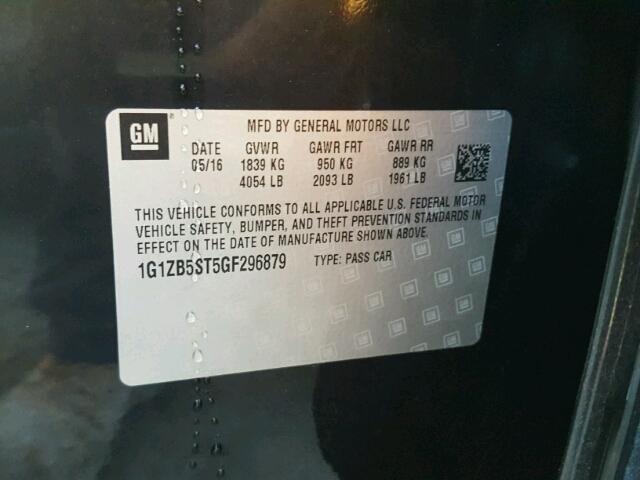 GM
MFD BY GENERAL MOTORS LLC
DATE GVWR GAWR FRT GAWR RR
05/16 1839 KG 950 KG 889 KG
4054 LB 2093 LB 1961 LB
THIS VEHICLE CONFORMS TO ALL APPLICABLE U.S. FEDERAL MOTOR
VEHICLE SAFETY, BUMPER, AND THEFT PREVENTION STANDARDS IN
EFFECT ON THE DATE OF MANUFACTURE SHOWN ABOVE.
1G1ZB5ST5GF296879 TYPE: PASS CAR